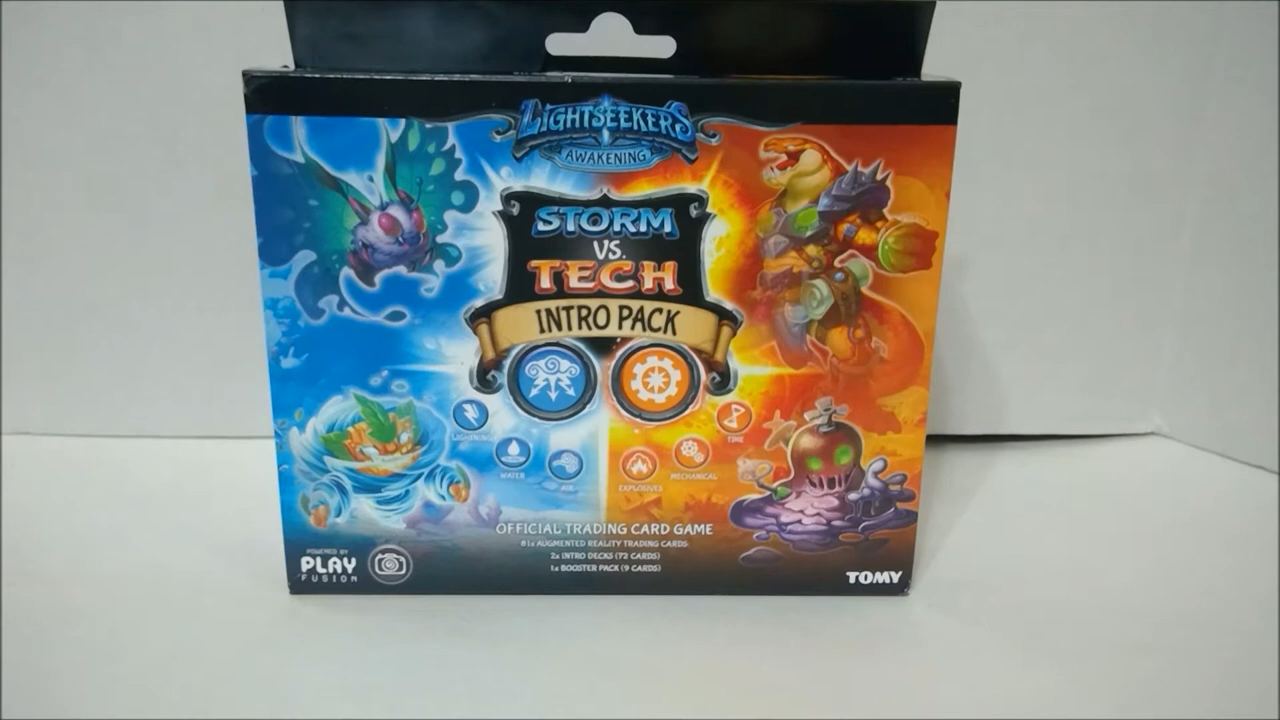 LIGHTSEEKERS
AWAKENING
STORM
VS.
TECH
INTRO PACK
LIGHTNING
TIME
WATER
AIR
EXPLOSIVES
MECHANICAL
OFFICIAL TRADING CARD GAME
81x AUGMENTED REALITY TRADING CARDS:
2x INTRO DECKS (72 CARDS)
1x BOOSTER PACK (9 CARDS)
POWERED BY
PLAY
FUSION
TOMY